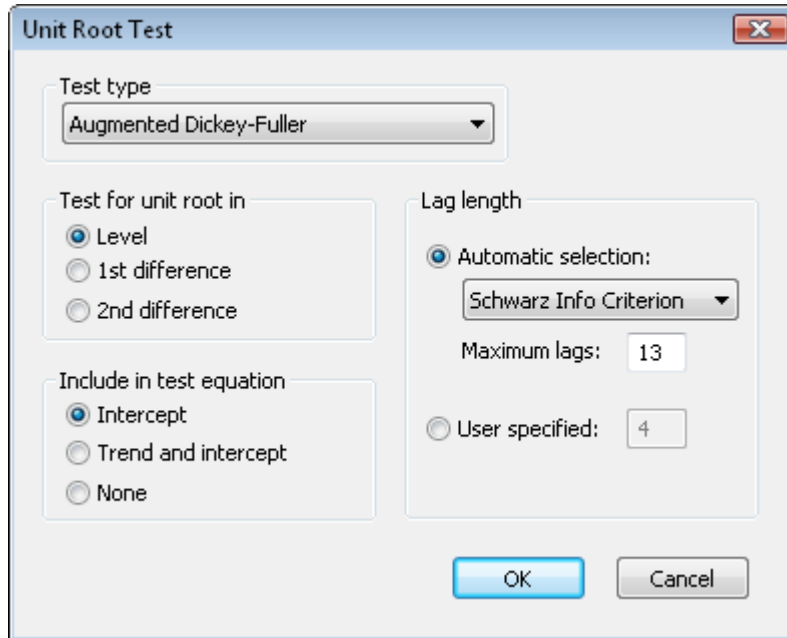 Unit Root Test
Test type
Augmented Dickey-Fuller
Test for unit root in
Level
1st difference
2nd difference
Include in test equation
Intercept
Trend and intercept
None
Lag length
Automatic selection:
Schwarz Info Criterion
Maximum lags: 13
User specified: 4
OK Cancel